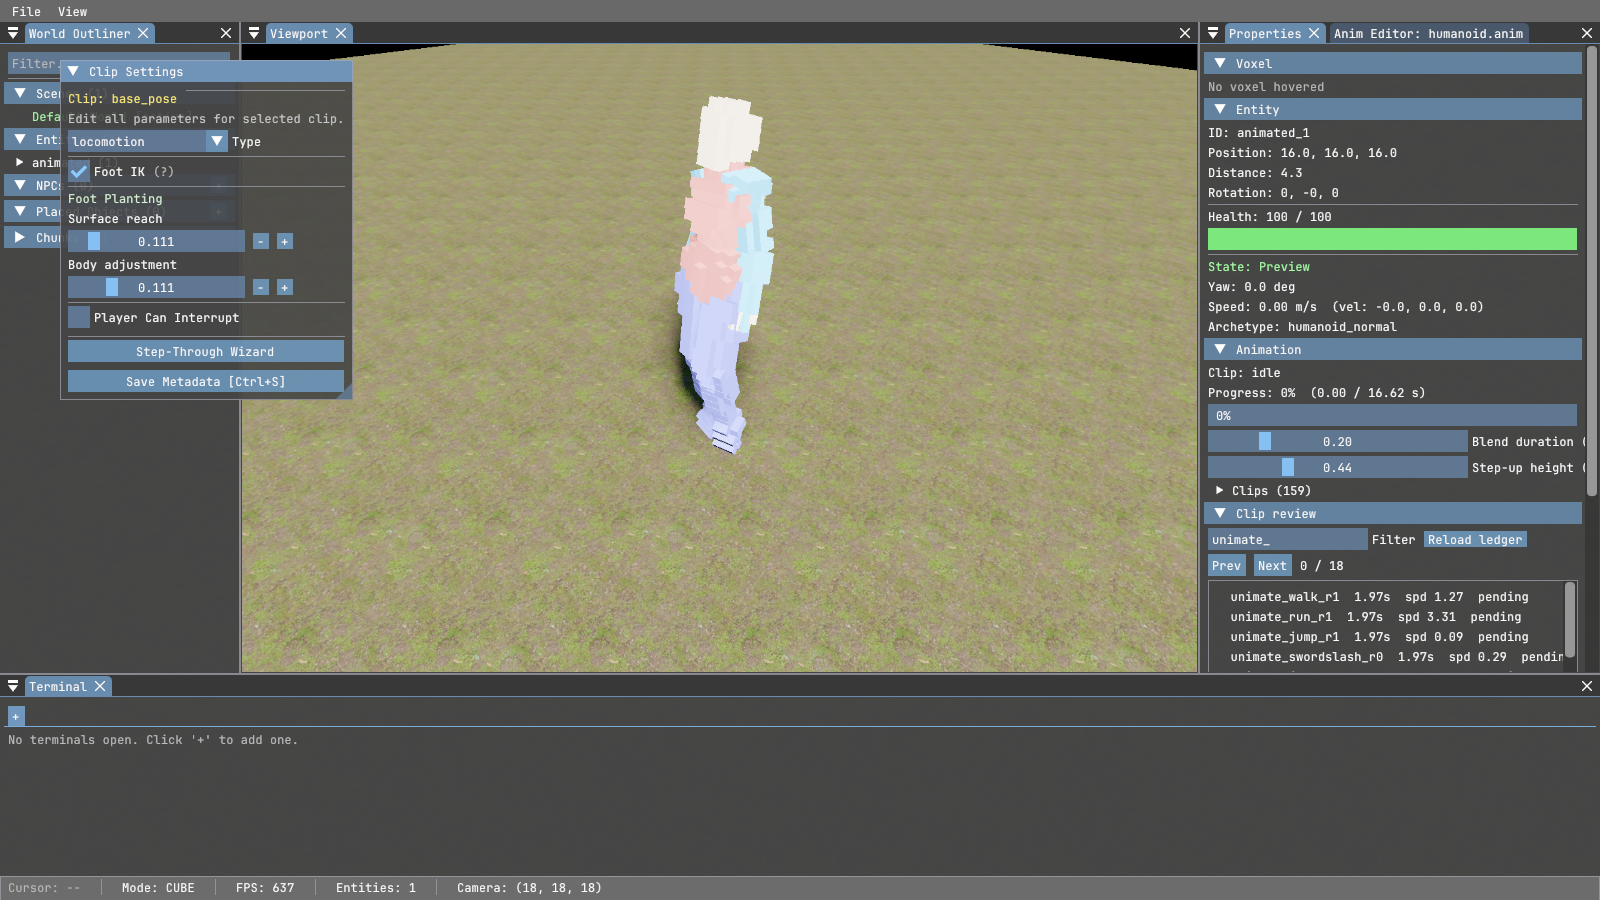 File View
World Outliner
Viewport
Properties
Anim Editor: humanoid.anim
Filter.
Clip Settings
Clip: base_pose
Edit all parameters for selected clip.
locomotion Type
Foot IK (?)
Foot Planting
Surface reach
0.111 - +
Body adjustment
0.111 - +
Player Can Interrupt
Step-Through Wizard
Save Metadata [Ctrl+S]
Voxel
No voxel hovered
Entity
ID: animated_1
Position: 16.0, 16.0, 16.0
Distance: 4.3
Rotation: 0, -0, 0
Health: 100 / 100
State: Preview
Yaw: 0.0 deg
Speed: 0.00 m/s (vel: -0.0, 0.0, 0.0)
Archetype: humanoid_normal
Animation
Clip: idle
Progress: 0% (0.00 / 16.62 s)
0%
0.20 Blend duration (
0.44 Step-up height (
Clips (159)
Clip review
unimate_ Filter Reload ledger
Prev Next 0 / 18
unimate_walk_r1 1.97s spd 1.27 pending
unimate_run_r1 1.97s spd 3.31 pending
unimate_jump_r1 1.97s spd 0.09 pending
unimate_swordslash_r0 1.97s spd 0.29 pendin
Terminal
+
No terminals open. Click '+' to add one.
Cursor: -- Mode: CUBE FPS: 637 Entities: 1 Camera: (18, 18, 18)